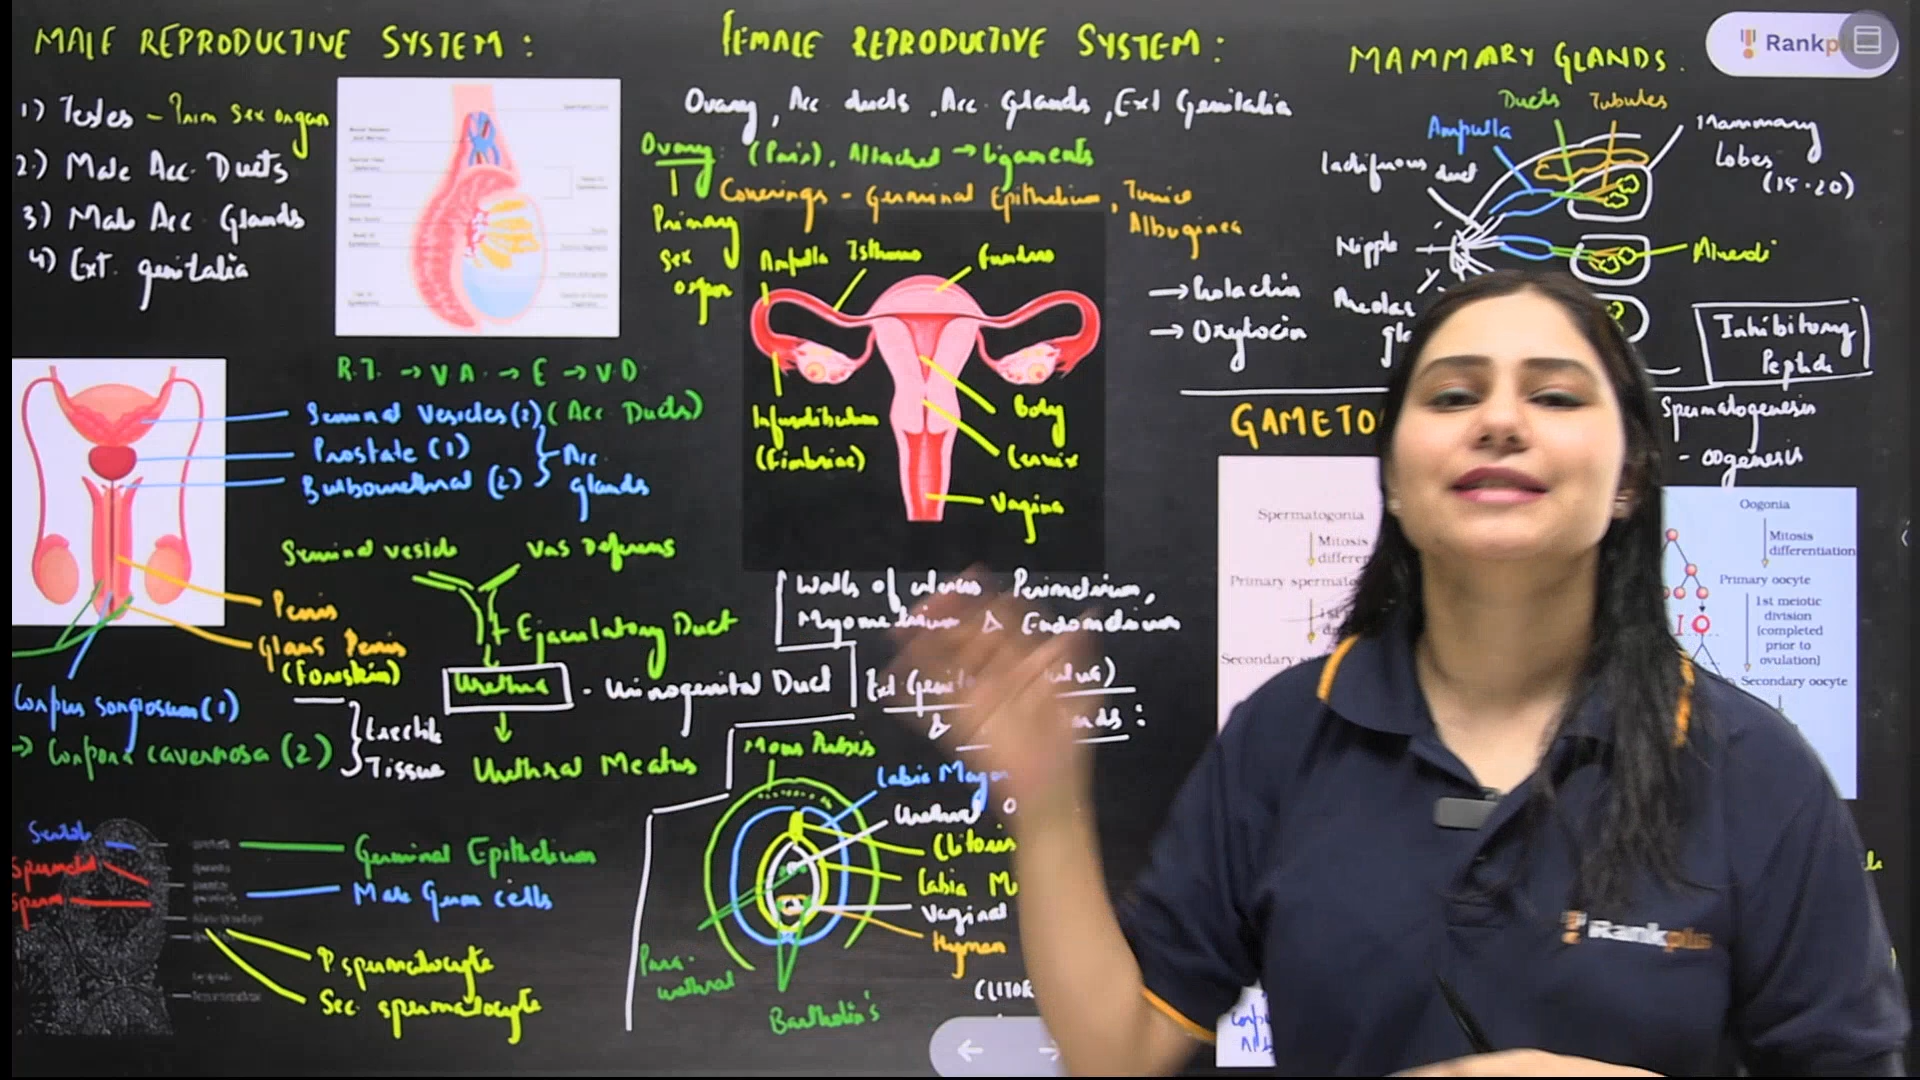 MALE REPRODUCTIVE SYSTEM :
1) Testes - Prim Sex organ
2.) Male Acc. Ducts
3) Male Acc Glands
4) Ext. genitalia
R.T. → V A. → E → V D
Seminal Vesicles (2) (Acc Ducts)
Prostate (1)
Bulbourethral (2)
Acc.
glands
Seminal vesicle
Vas Deferens
Ejaculatory Duct
Urethra - Urinogenital Duct
Urethral Meatus
Penis
Glans Penis
(Foreskin)
Corpus songiosum (1)
→ Corpora cavernosa (2)
Erectile
Tissue
Sertoli
Spermatid
Sperm
Germinal Epithelium
Male Germ cells
P. spermatocyte
Sec. spermatocyte
FEMALE REPRODUCTIVE SYSTEM :
Ovary, Acc ducts, Acc. Glands, Ext Genitalia
Ovary: (Pair), Attached → Ligaments
Coverings - Germinal Epithelium, Tunica
Albuginea
Primary
sex
organ
Ampulla
Isthmus
Fundus
Infundibulum
(Fimbriae)
Body
Cervix
Vagina
Walls of uterus Perimetrium,
Myometrium & Endometrium
Mons Pubis
Labia
Urethral
Clitoris
Labia
Vaginal
Hymen
Para-
urethral
Bartholin's
MAMMARY GLANDS.
Ducts
Tubules
Ampulla
Lactiferous duct
Mammary
Lobes
(15-20)
Nipple
Alveoli
Areolar
→ Prolactin
→ Oxytocin
Inhibitory
Peptide
GAMETO
Spermatogenesis
- oogenesis
Spermatogonia
Mitosis
Primary
Secondary
Oogonia
Mitosis
differentiation
Primary oocyte
1st meiotic
division
(completed
prior to
ovulation)
Secondary oocyte
Rankplus